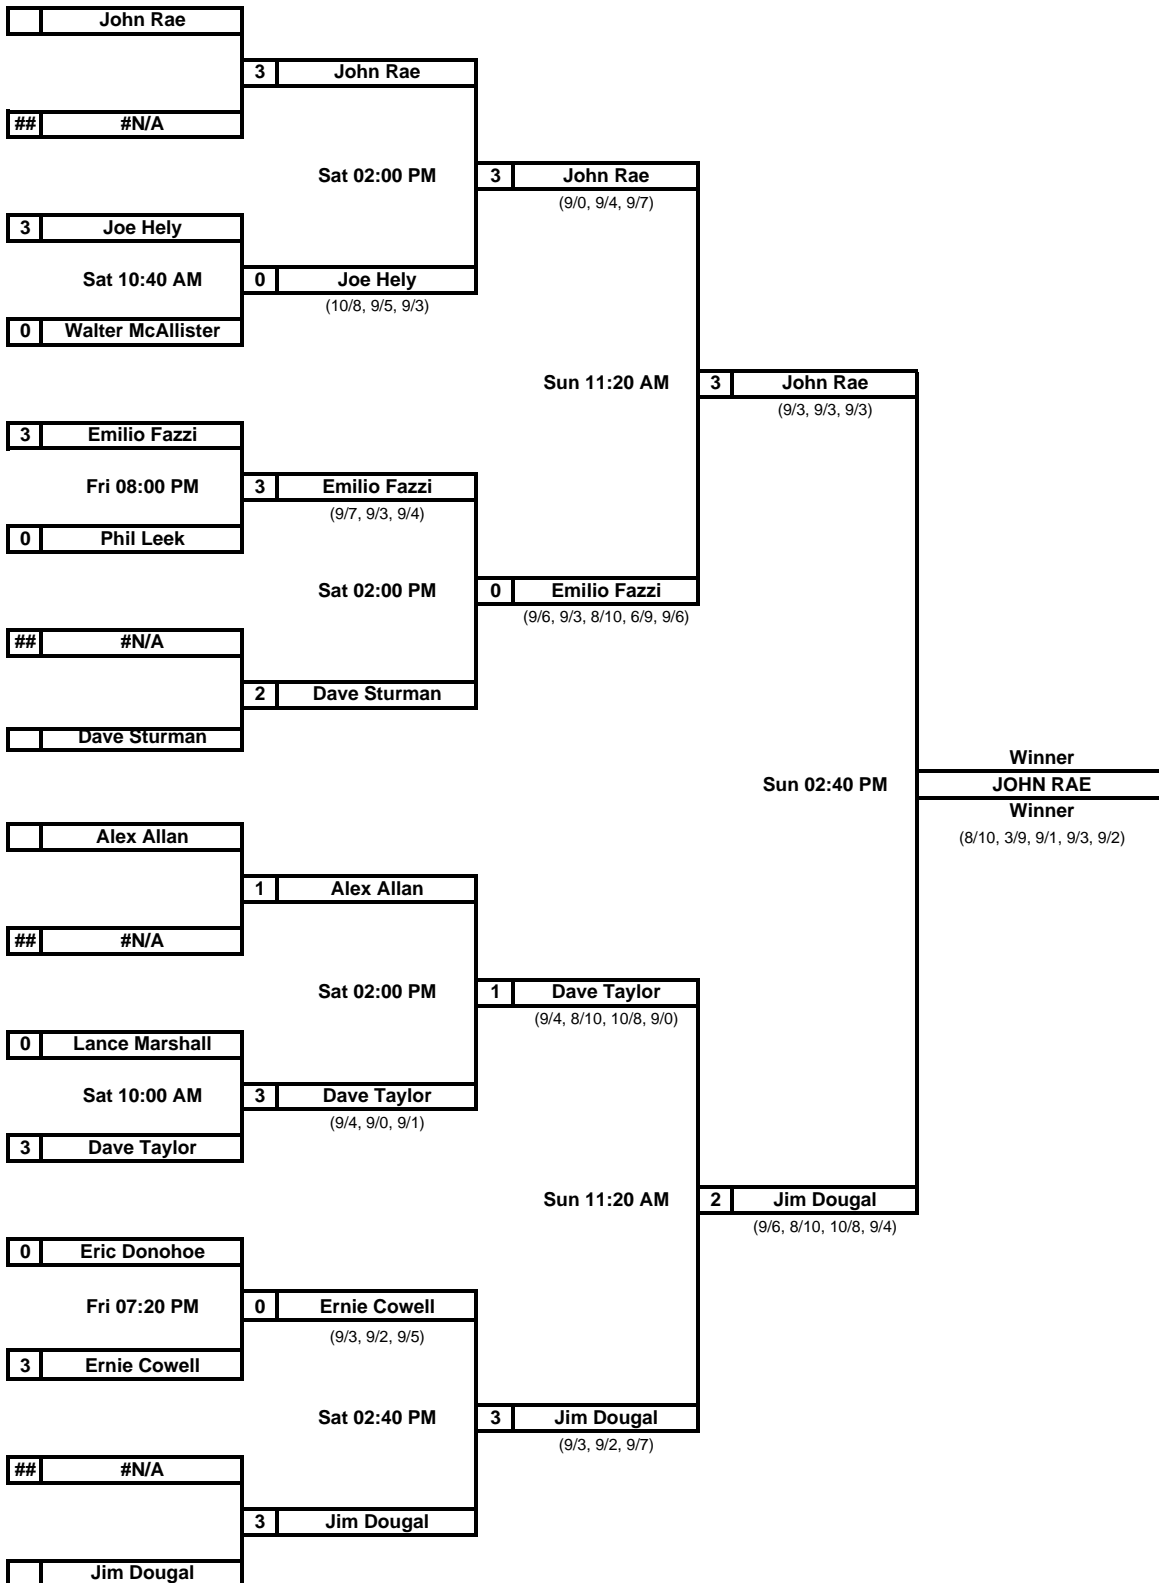 John Rae
3 John Rae
## #N/A
Sat 02:00 PM 3 John Rae
(9/0, 9/4, 9/7)
3 Joe Hely
Sat 10:40 AM 0 Joe Hely
(10/8, 9/5, 9/3)
0 Walter McAllister
Sun 11:20 AM 3 John Rae
(9/3, 9/3, 9/3)
3 Emilio Fazzi
Fri 08:00 PM 3 Emilio Fazzi
(9/7, 9/3, 9/4)
0 Phil Leek
Sat 02:00 PM 0 Emilio Fazzi
(9/6, 9/3, 8/10, 6/9, 9/6)
## #N/A
2 Dave Sturman
Dave Sturman
Winner
Sun 02:40 PM JOHN RAE
Winner
(8/10, 3/9, 9/1, 9/3, 9/2)
Alex Allan
1 Alex Allan
## #N/A
Sat 02:00 PM 1 Dave Taylor
(9/4, 8/10, 10/8, 9/0)
0 Lance Marshall
Sat 10:00 AM 3 Dave Taylor
(9/4, 9/0, 9/1)
3 Dave Taylor
Sun 11:20 AM 2 Jim Dougal
(9/6, 8/10, 10/8, 9/4)
0 Eric Donohoe
Fri 07:20 PM 0 Ernie Cowell
(9/3, 9/2, 9/5)
3 Ernie Cowell
Sat 02:40 PM 3 Jim Dougal
(9/3, 9/2, 9/7)
## #N/A
3 Jim Dougal
Jim Dougal